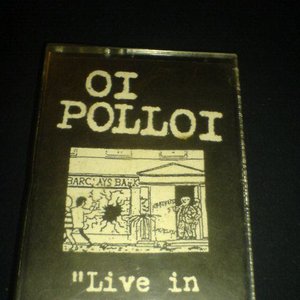 OI
POLLOI
BARCLAYS BANK
"Live in